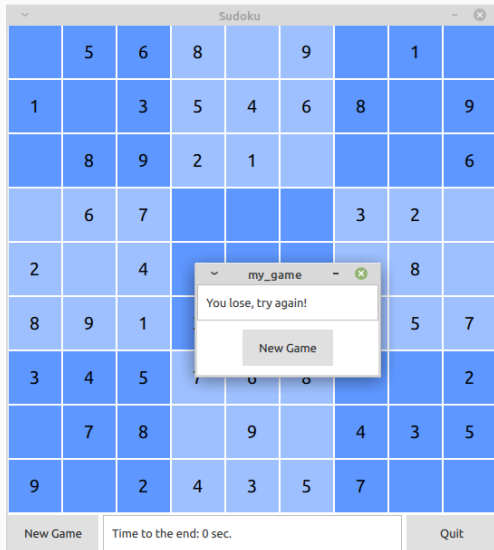 Sudoku
5 6 8 9 1
1 3 5 4 6 8 9
8 9 2 1 6
6 7 3 2
2 4 8
my_game
You lose, try again!
8 9 1 5 7
New Game
3 4 5 7 6 8 2
7 8 9 4 3 5
9 2 4 3 5 7
New Game Time to the end: 0 sec. Quit